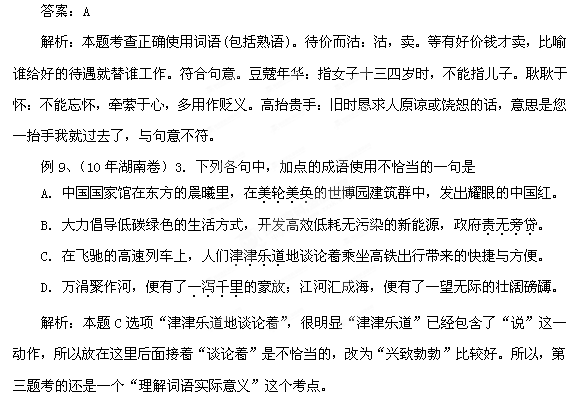 答案：A
解析：本题考查正确使用词语(包括熟语)。待价而沽：沽，卖。等有好价钱才卖，比喻
谁给好的待遇就替谁工作。符合句意。豆蔻年华：指女子十三四岁时，不能指儿子。耿耿于
怀：不能忘怀，牵萦于心，多用作贬义。高抬贵手：旧时恳求人原谅或饶恕的话，意思是您
一抬手我就过去了，与句意不符。
例 9、（10 年湖南卷）3．下列各句中，加点的成语使用不恰当的一句是
A．中国国家馆在东方的晨曦里，在美轮美奂的世博园建筑群中，发出耀眼的中国红。
B．大力倡导低碳绿色的生活方式，开发高效低耗无污染的新能源，政府责无旁贷。
C．在飞驰的高速列车上，人们津津乐道地谈论着乘坐高铁出行带来的快捷与方便。
D．万涓聚作河，便有了一泻千里的豪放；江河汇成海，便有了一望无际的壮阔磅礴。
解析：本题 C 选项“津津乐道地谈论着”，很明显“津津乐道”已经包含了“说”这一
动作，所以放在这里后面接着“谈论着”是不恰当的，改为“兴致勃勃”比较好。所以，第
三题考的还是一个“理解词语实际意义”这个考点。